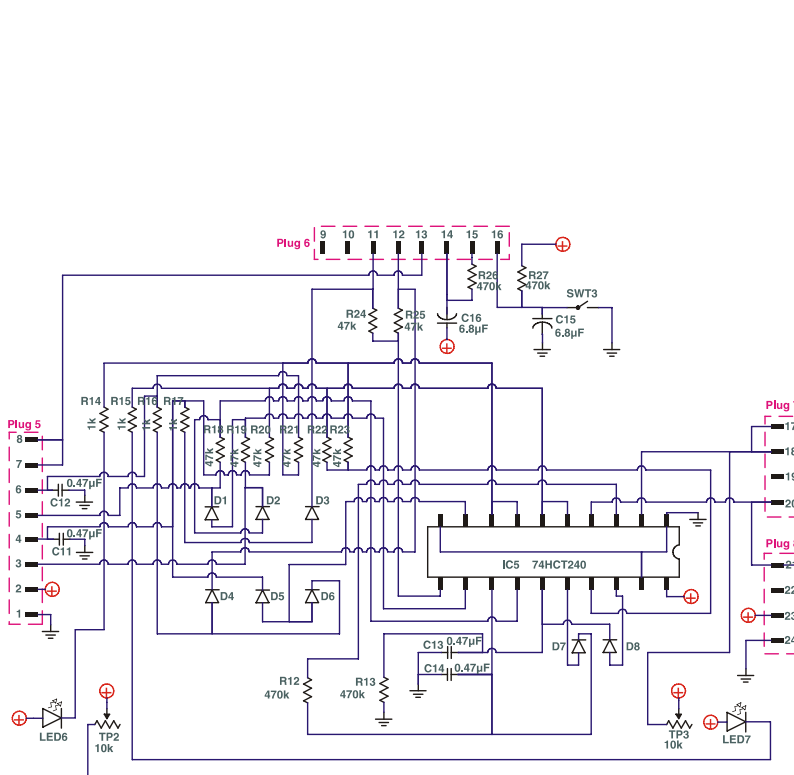 9 10 11 12 13 14 15 16
Plug 6
R26
470k
R27
470k
SWT3
R24
47k
R25
47k
C16
6.8µF
C15
6.8µF
R14 R15 R16 R17
1k 1k 1k 1k
Plug 5
R18 R19 R20 R21 R22 R23
47k 47k 47k 47k 47k 47k
8
7
6
5
4
3
2
1
0.47µF
C12
0.47µF
C11
D1 D2 D3
D4 D5 D6
IC5 74HCT240
Plug
17
18
19
20
Plug
21
22
23
24
C13 0.47µF
C14 0.47µF
D7 D8
R12
470k
R13
470k
LED6
TP2
10k
TP3
10k
LED7